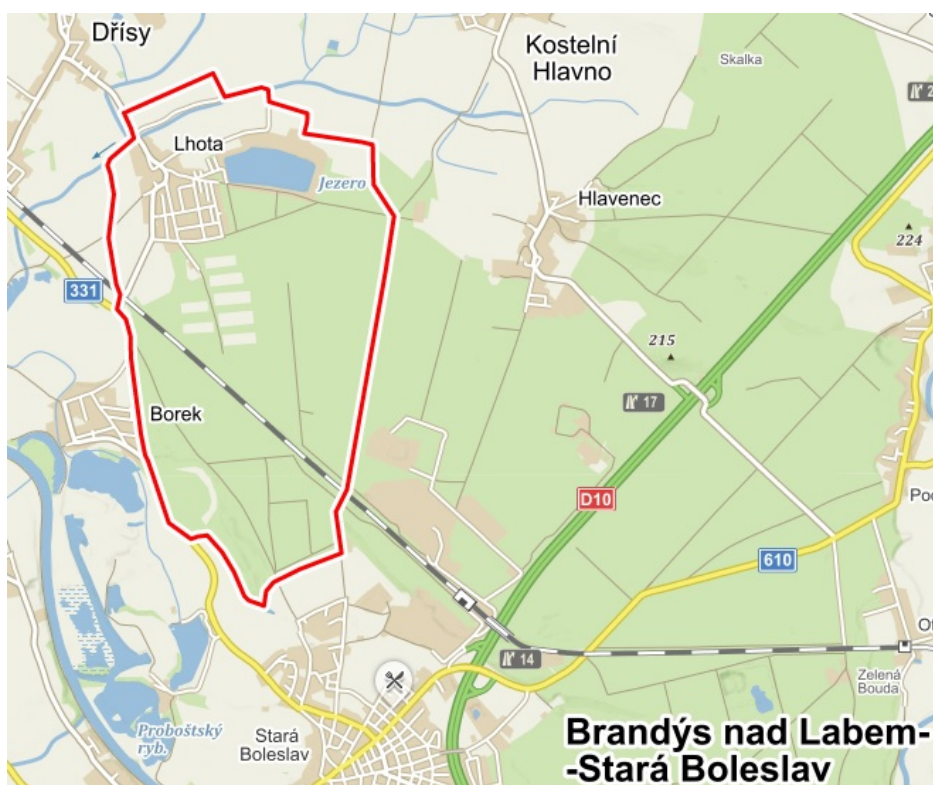 Dřísy
Kostelní
Hlavno
Skalka
Lhota
Jezero
Hlavenec
224
331
215
17
Borek
D10
610
14
Zelená
Bouda
Proboštský
ryb.
Stará
Boleslav
Brandýs nad Labem-
-Stará Boleslav